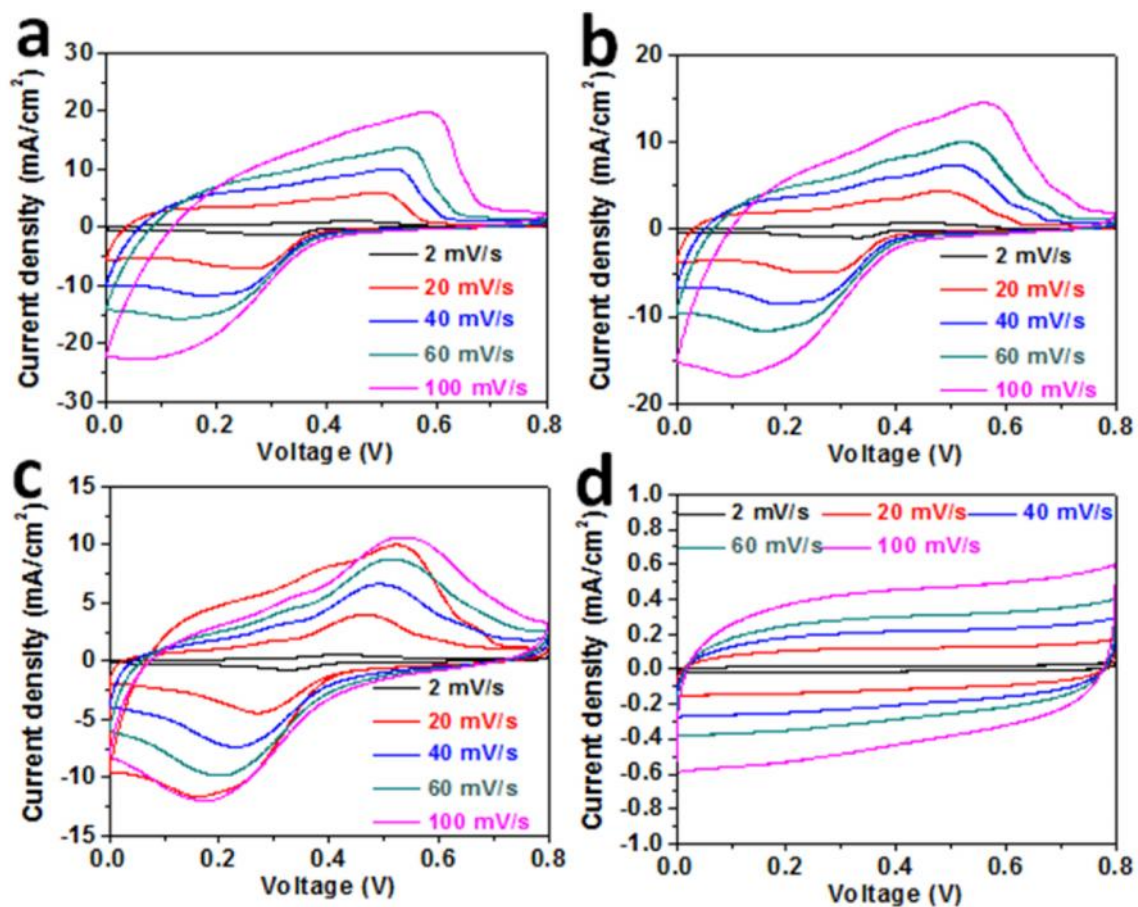 a
30
20
10
0
-10
-20
-30
Current density (mA/cm²)
2 mV/s
20 mV/s
40 mV/s
60 mV/s
100 mV/s
0.0 0.2 0.4 0.6 0.8
Voltage (V)
b
20
10
0
-10
-20
Current density (mA/cm²)
2 mV/s
20 mV/s
40 mV/s
60 mV/s
100 mV/s
0.0 0.2 0.4 0.6 0.8
Voltage (V)
c
15
10
5
0
-5
-10
-15
Current density (mA/cm²)
2 mV/s
20 mV/s
40 mV/s
60 mV/s
100 mV/s
0.0 0.2 0.4 0.6 0.8
Voltage (V)
d
1.0
0.8
0.6
0.4
0.2
0.0
-0.2
-0.4
-0.6
-0.8
-1.0
Current density (mA/cm²)
2 mV/s 20 mV/s 40 mV/s
60 mV/s 100 mV/s
0.0 0.2 0.4 0.6 0.8
Voltage (V)